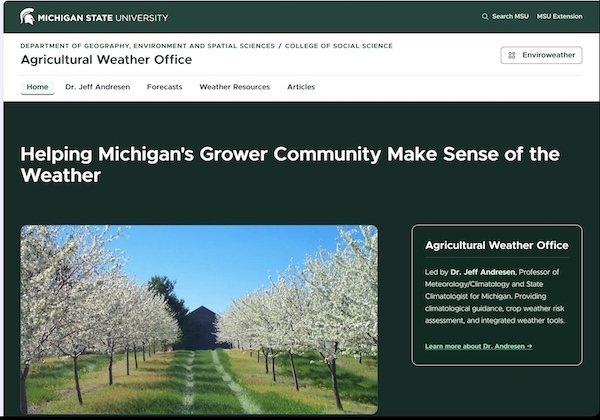 MICHIGAN STATE UNIVERSITY
Search MSU MSU Extension
DEPARTMENT OF GEOGRAPHY, ENVIRONMENT AND SPATIAL SCIENCES / COLLEGE OF SOCIAL SCIENCE
Agricultural Weather Office
Enviroweather
Home Dr. Jeff Andresen Forecasts Weather Resources Articles
Helping Michigan's Grower Community Make Sense of the
Weather
Agricultural Weather Office
Led by Dr. Jeff Andresen, Professor of
Meteorology/Climatology and State
Climatologist for Michigan. Providing
climatological guidance, crop weather risk
assessment, and integrated weather tools.
Learn more about Dr. Andresen →